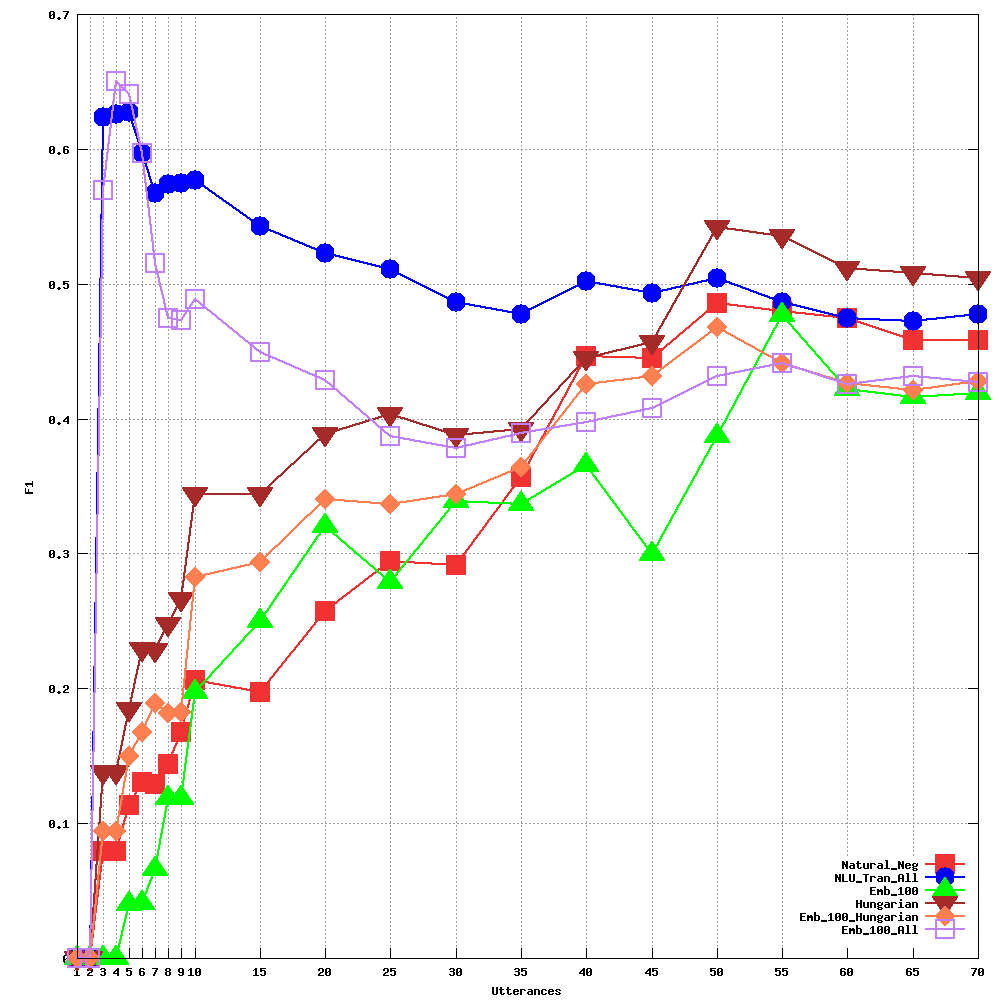 0.7
0.6
0.5
0.4
0.3
0.2
0.1
0
F1
1 2 3 4 5 6 7 8 9 10 15 20 25 30 35 40 45 50 55 60 65 70
Utterances
Natural_Neg
NLU_Tran_All
Emb_100
Hungarian
Emb_100_Hungarian
Emb_100_All